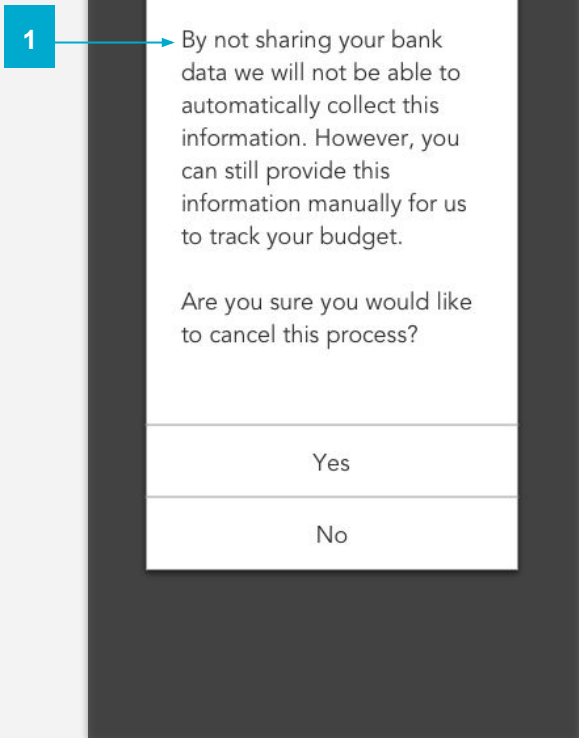 1
By not sharing your bank
data we will not be able to
automatically collect this
information. However, you
can still provide this
information manually for us
to track your budget.
Are you sure you would like
to cancel this process?
Yes
No